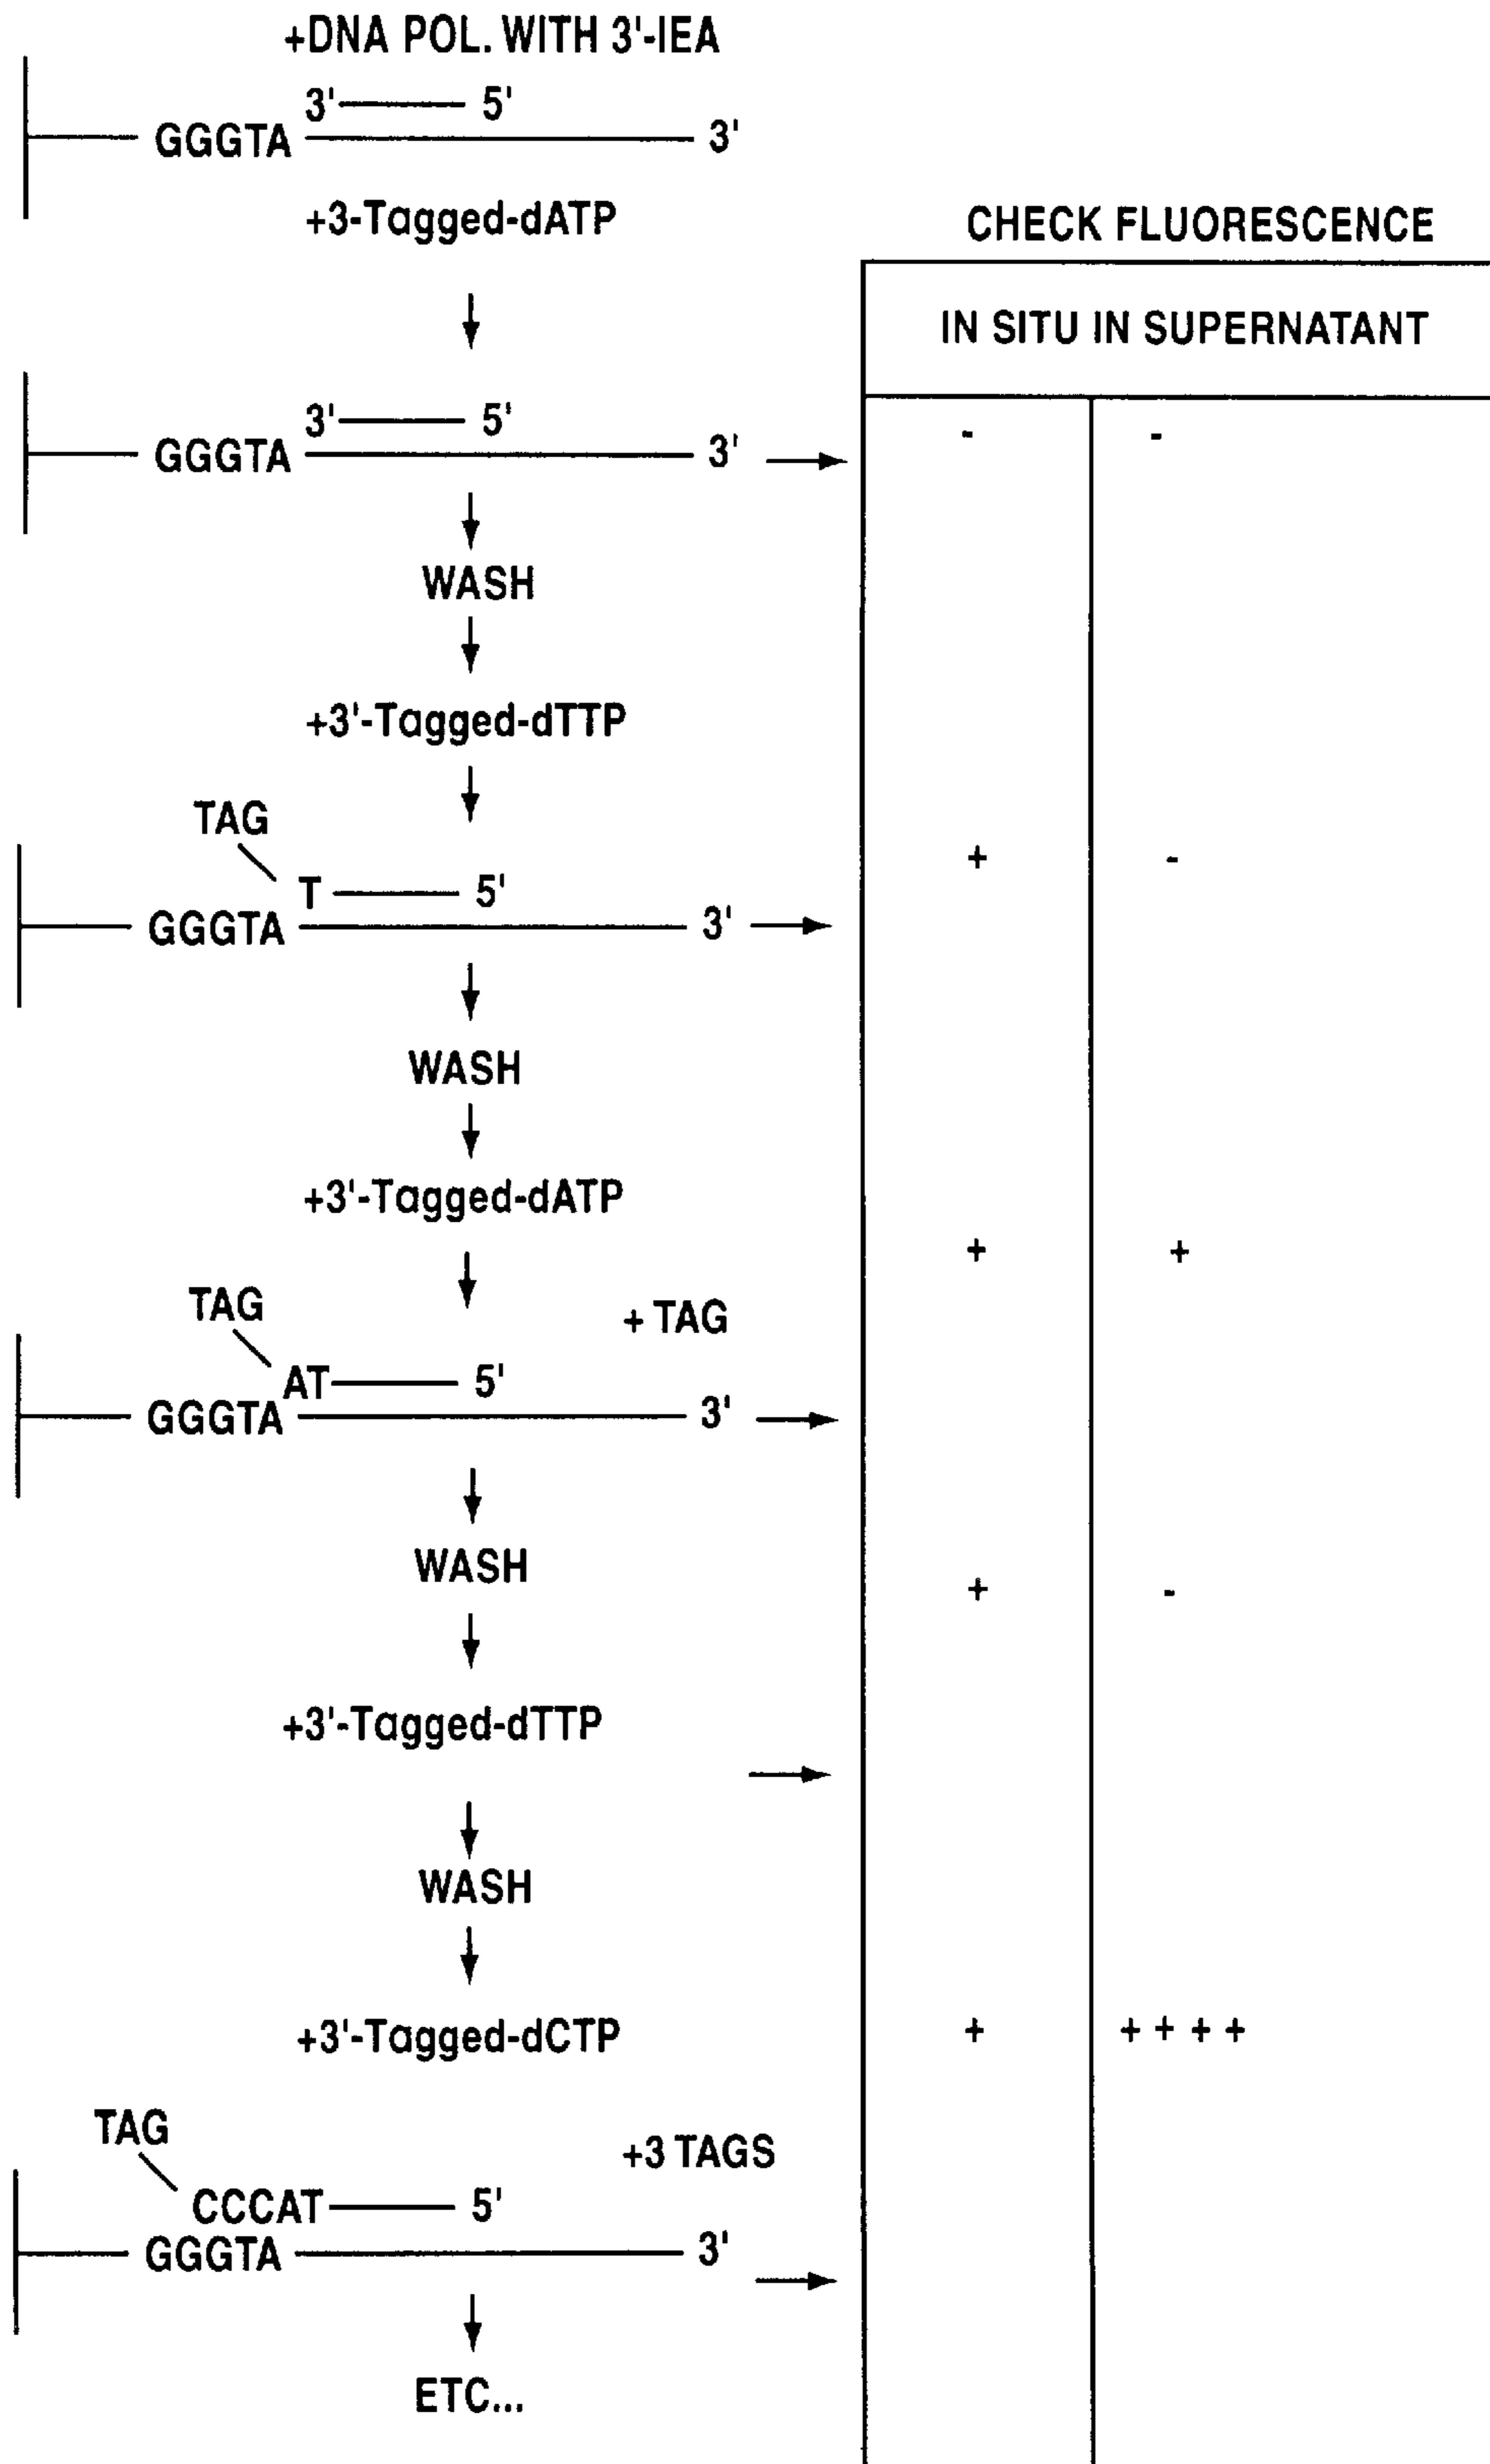 +DNA POL. WITH 3'-IEA
3' 5'
GGGTA 3'
+3-Tagged-dATP
CHECK FLUORESCENCE
IN SITU IN SUPERNATANT
3' 5'
GGGTA 3'
- -
WASH
+3'-Tagged-dTTP
TAG
+ -
T 5'
GGGTA 3'
WASH
+3'-Tagged-dATP
+ +
TAG + TAG
AT 5'
GGGTA 3'
WASH
+ -
+3'-Tagged-dTTP
WASH
+3'-Tagged-dCTP
+ + + + +
TAG
+3 TAGS
CCCAT 5'
GGGTA 3'
ETC...